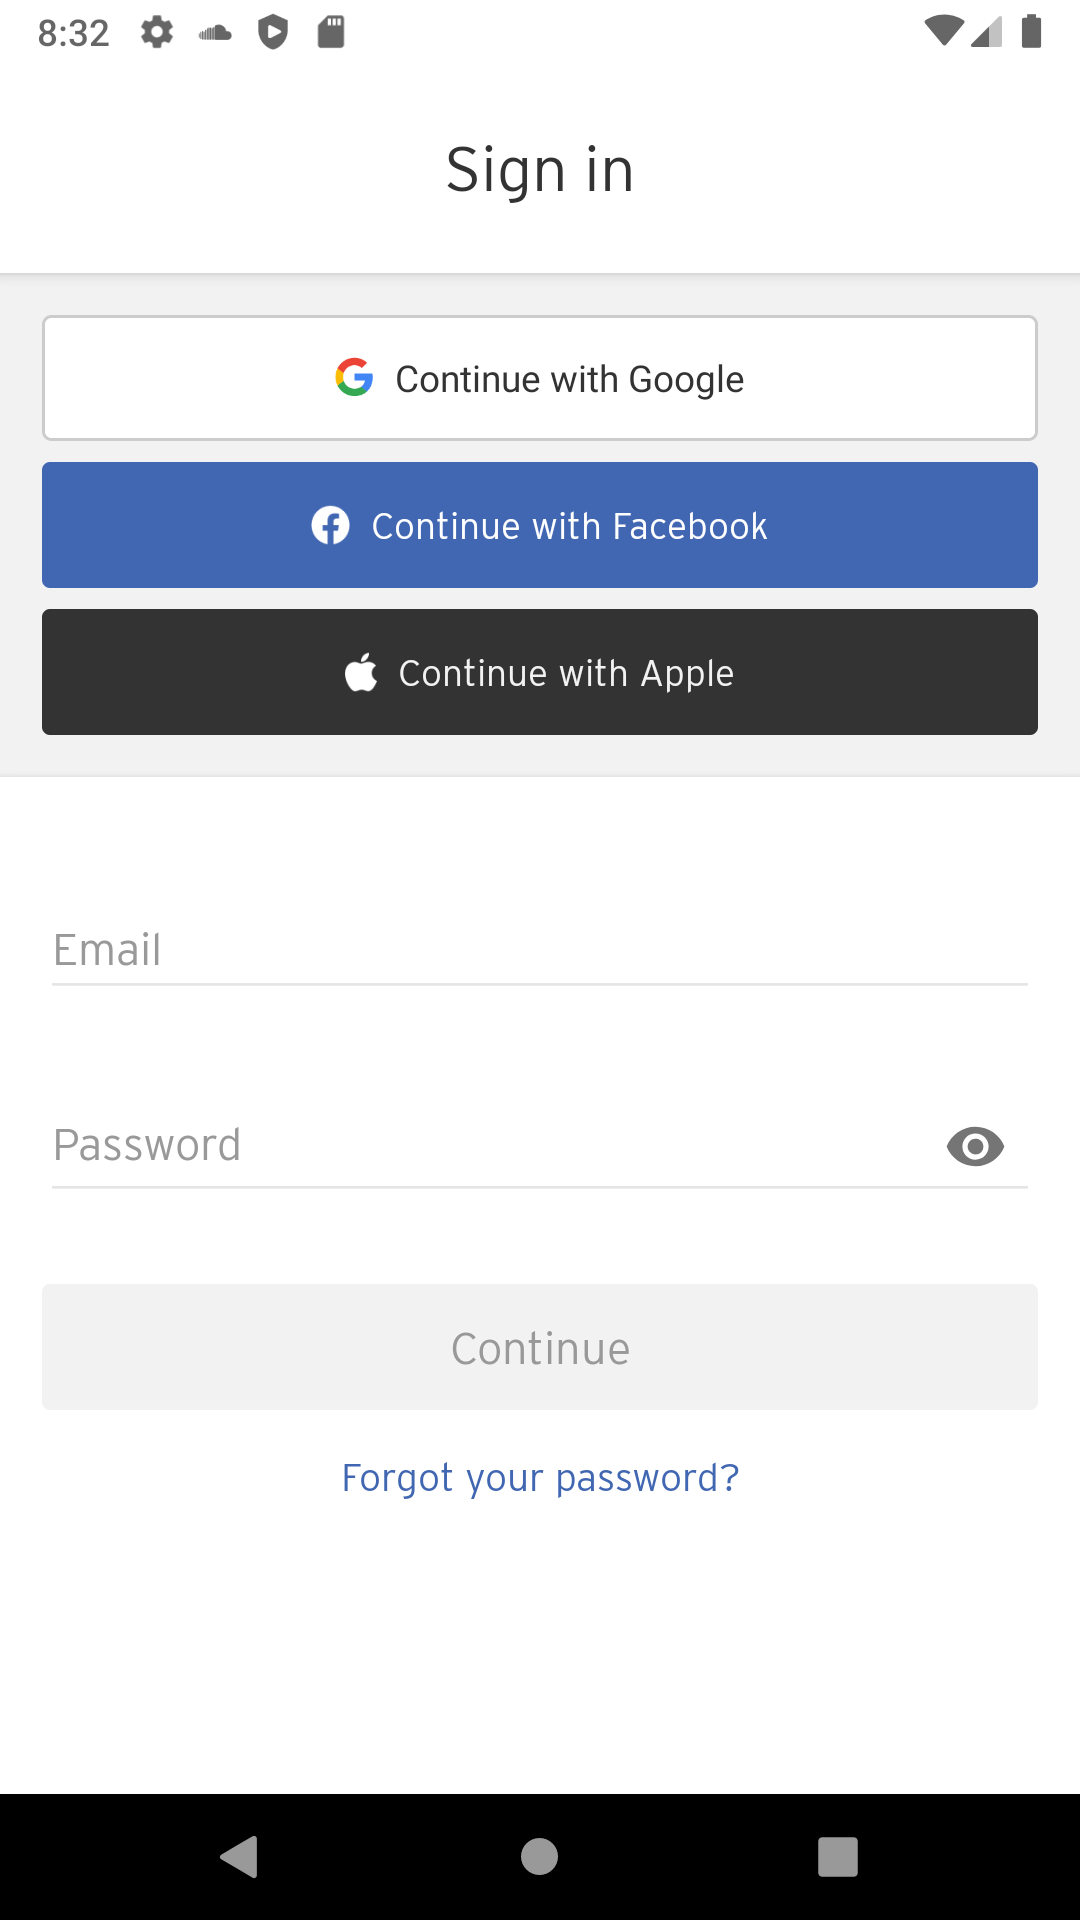 8:32
Sign in
Continue with Google
Continue with Facebook
Continue with Apple
Email
Password
Continue
Forgot your password?